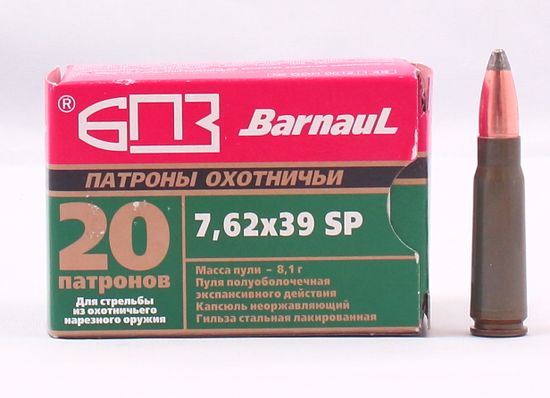 ® БПЗ Barnaul
ПАТРОНЫ ОХОТНИЧЬИ
20
патронов
Для стрельбы
из охотничьего
нарезного оружия
7,62x39 SP
Масса пули – 8,1 г
Пуля полуоболочечная
экспансивного действия
Капсюль неоржавляющий
Гильза стальная лакированная